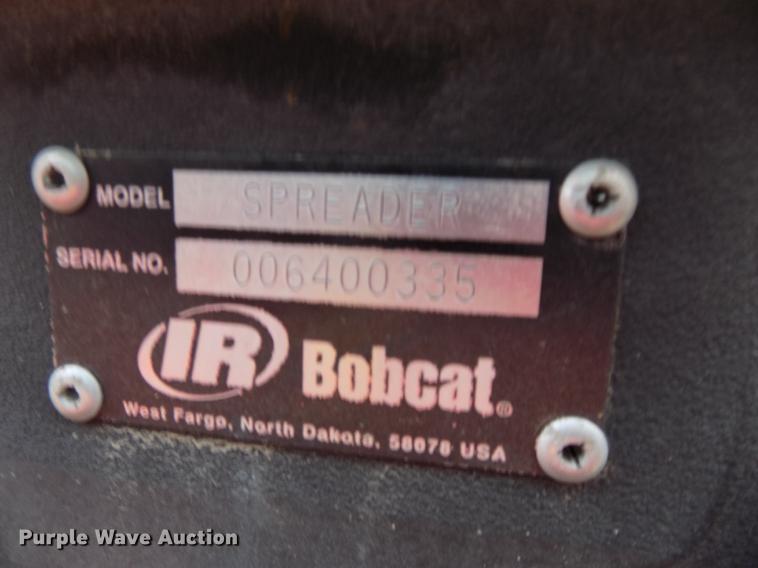 MODEL SPREADER
SERIAL NO. 006400335
IR Bobcat®
West Fargo, North Dakota, 58078 USA
Purple Wave Auction